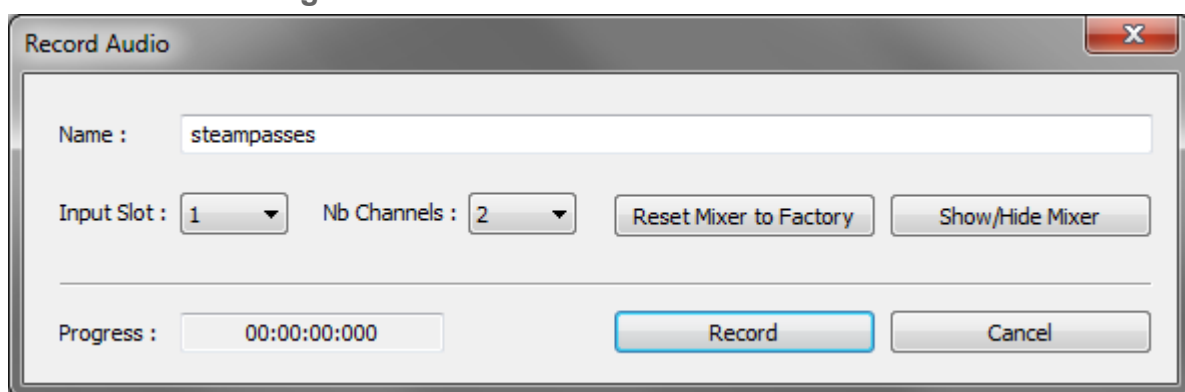 Record Audio
Name :
steampasses
Input Slot : 1 Nb Channels : 2 Reset Mixer to Factory Show/Hide Mixer
Progress : 00:00:00:000 Record Cancel